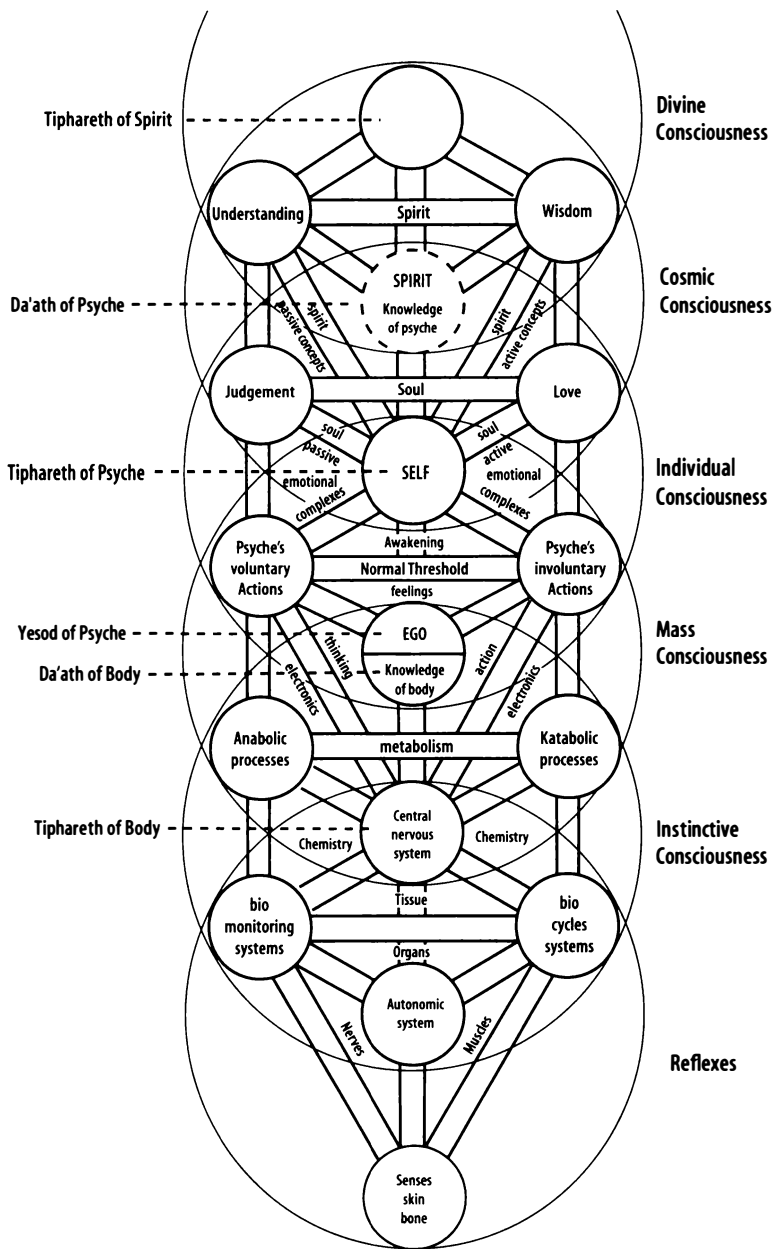 Tiphareth of Spirit
Divine
Consciousness
Understanding
Spirit
Wisdom
Cosmic
Consciousness
SPIRIT
Knowledge
of psyche
Da'ath of Psyche
spirit
passive concepts
spirit
active concepts
Judgement
Soul
Love
soul
passive
emotional
complexes
soul
active
emotional
complexes
Tiphareth of Psyche
SELF
Individual
Consciousness
Psyche's
voluntary
Actions
Awakening
Normal Threshold
feelings
Psyche's
involuntary
Actions
Yesod of Psyche
EGO
Mass
Consciousness
Da'ath of Body
Knowledge
of body
thinking
electronics
action
electronics
Anabolic
processes
metabolism
Katabolic
processes
Tiphareth of Body
Central
nervous
system
Chemistry
Chemistry
Instinctive
Consciousness
Tissue
bio
monitoring
systems
bio
cycles
systems
Organs
Autonomic
system
Nerves
Muscles
Reflexes
Senses
skin
bone